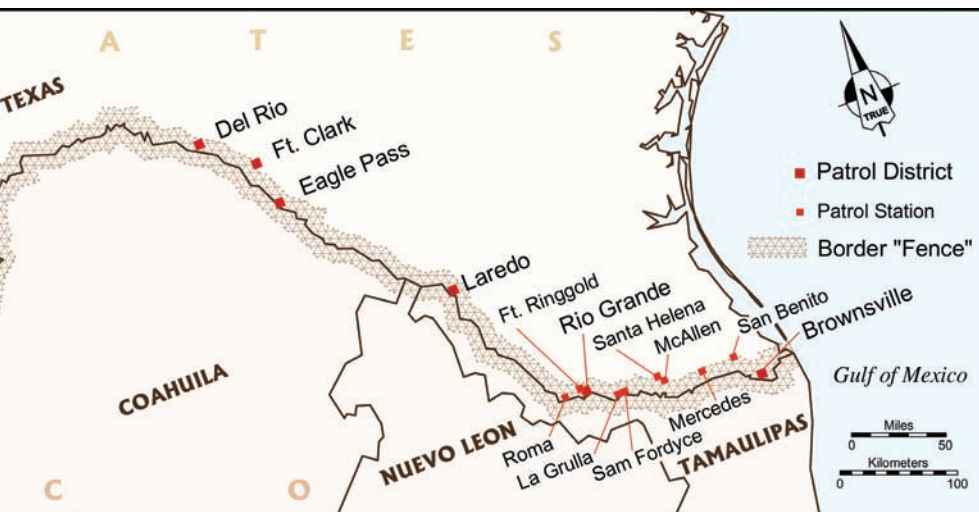 A T E S
TEXAS
Del Rio
Ft. Clark
Eagle Pass
N
TRUE
Patrol District
Patrol Station
Border "Fence"
Laredo
Ft. Ringgold
Rio Grande
Santa Helena
McAllen
San Benito
Brownsville
Gulf of Mexico
COAHUILA
NUEVO LEON
Roma
La Grulla
Sam Fordyce
Mercedes
TAMAULIPAS
Miles
0 50
Kilometers
0 100
C O